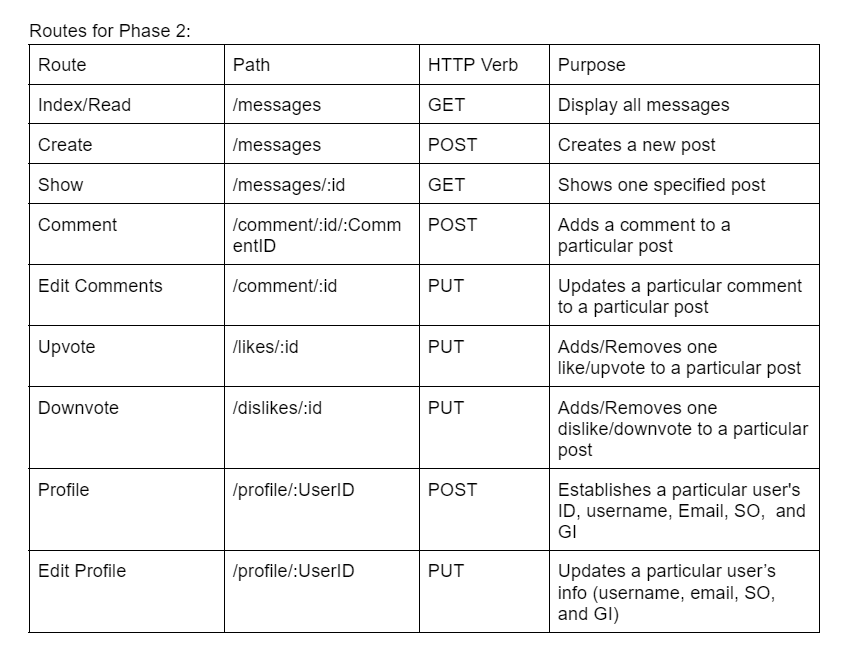 Routes for Phase 2:
Route Path HTTP Verb Purpose
Index/Read /messages GET Display all messages
Create /messages POST Creates a new post
Show /messages/:id GET Shows one specified post
Comment /comment/:id/:Comm POST Adds a comment to a
entID particular post
Edit Comments /comment/:id PUT Updates a particular comment
to a particular post
Upvote /likes/:id PUT Adds/Removes one
like/upvote to a particular post
Downvote /dislikes/:id PUT Adds/Removes one
dislike/downvote to a particular
post
Profile /profile/:UserID POST Establishes a particular user's
ID, username, Email, SO,  and
GI
Edit Profile /profile/:UserID PUT Updates a particular user’s
info (username, email, SO,
and GI)